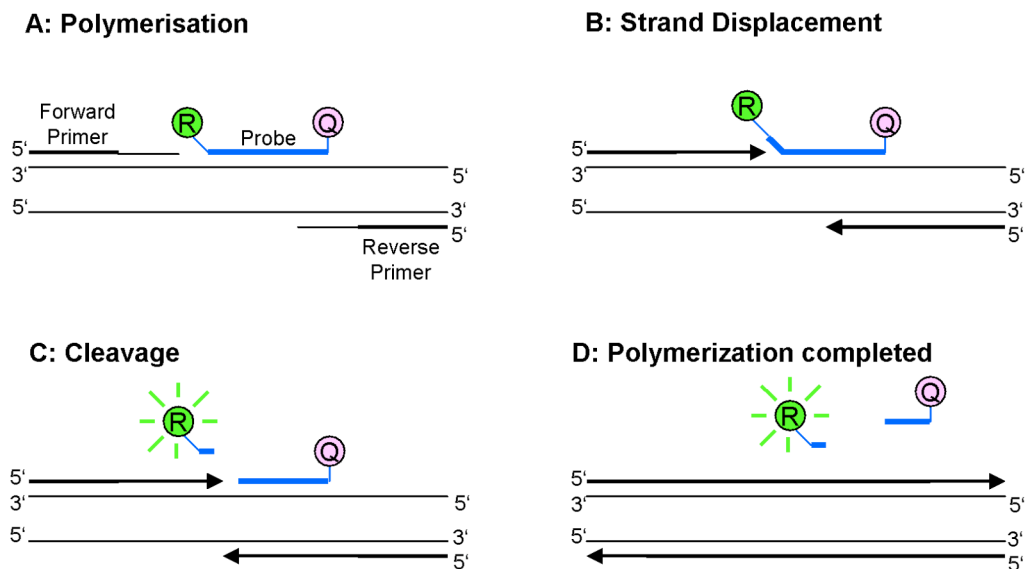 A: Polymerisation
Forward
Primer
R
Probe
Q
5‘
3‘
5‘
5‘
3‘
5‘
Reverse
Primer
B: Strand Displacement
R
Q
5‘
3‘
5‘
5‘
3‘
5‘
C: Cleavage
R
Q
5‘
3‘
5‘
5‘
3‘
5‘
D: Polymerization completed
R
Q
5‘
3‘
5‘
5‘
3‘
5‘